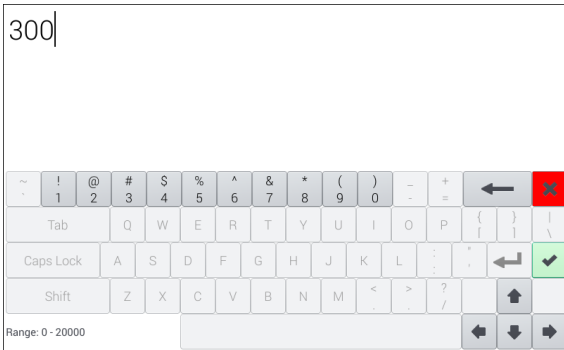 300
~ ! @ # $ % ^ & * ( ) _ +
` 1 2 3 4 5 6 7 8 9 0 - =
Tab Q W E R T Y U I O P { } |
[ ] \
Caps Lock A S D F G H J K L : "
; '
Shift Z X C V B N M < > ?
, . /
Range: 0 - 20000